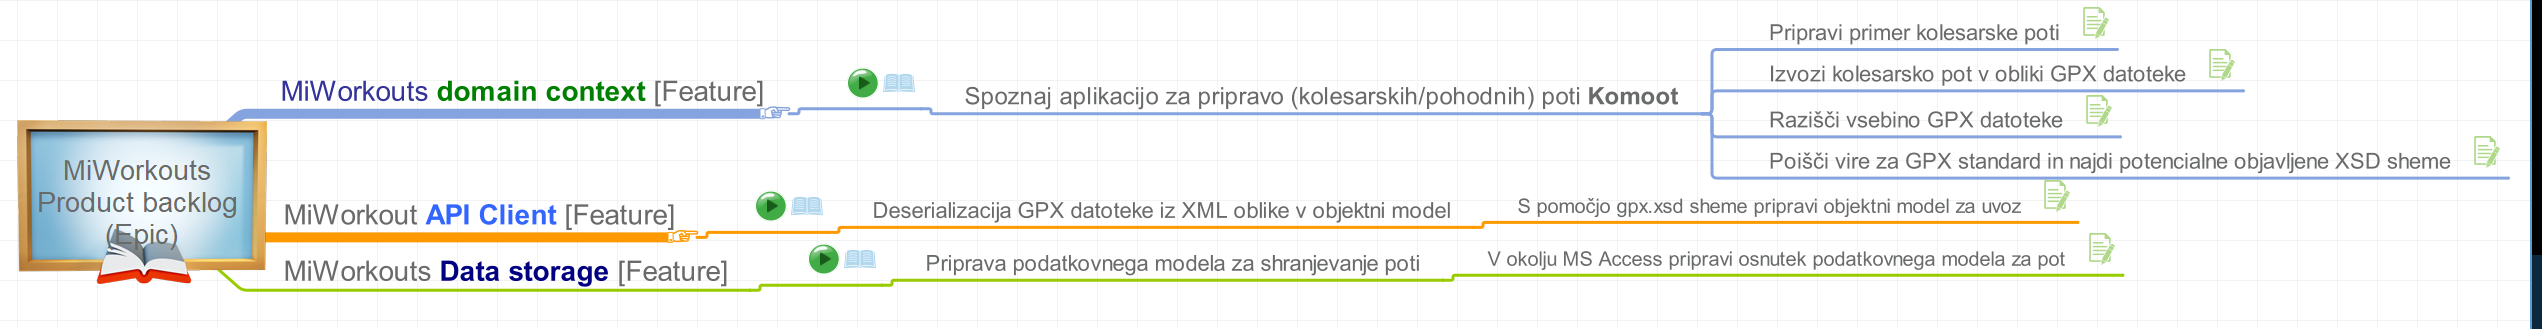 MiWorkouts
Product backlog
(Epic)
MiWorkouts domain context [Feature]
Spoznaj aplikacijo za pripravo (kolesarskih/pohodnih) poti Komoot
Pripravi primer kolesarske poti
Izvozi kolesarsko pot v obliki GPX datoteke
Razišči vsebino GPX datoteke
Poišči vire za GPX standard in najdi potencialne objavljene XSD sheme
MiWorkout API Client [Feature]
Deserializacija GPX datoteke iz XML oblike v objektni model
S pomočjo gpx.xsd sheme pripravi objektni model za uvoz
MiWorkouts Data storage [Feature]
Priprava podatkovnega modela za shranjevanje poti
V okolju MS Access pripravi osnutek podatkovnega modela za pot